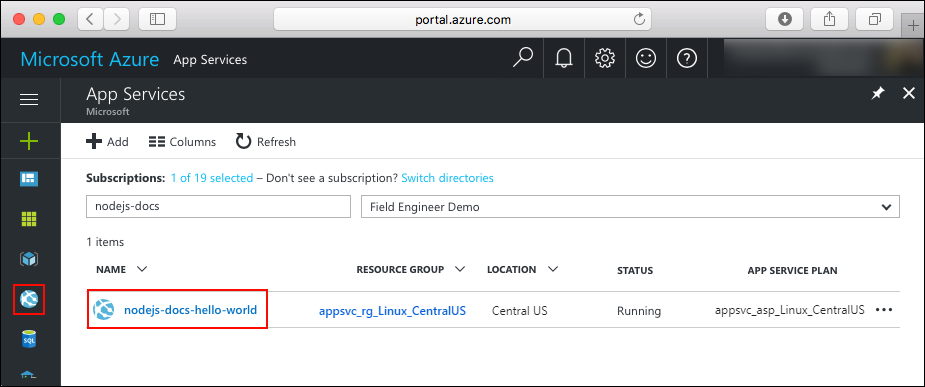 portal.azure.com
Microsoft Azure App Services
App Services
Microsoft
Add Columns Refresh
Subscriptions: 1 of 19 selected – Don't see a subscription? Switch directories
nodejs-docs Field Engineer Demo
1 items
NAME RESOURCE GROUP LOCATION STATUS APP SERVICE PLAN
nodejs-docs-hello-world appsvc_rg_Linux_CentralUS Central US Running appsvc_asp_Linux_CentralUS
SQL